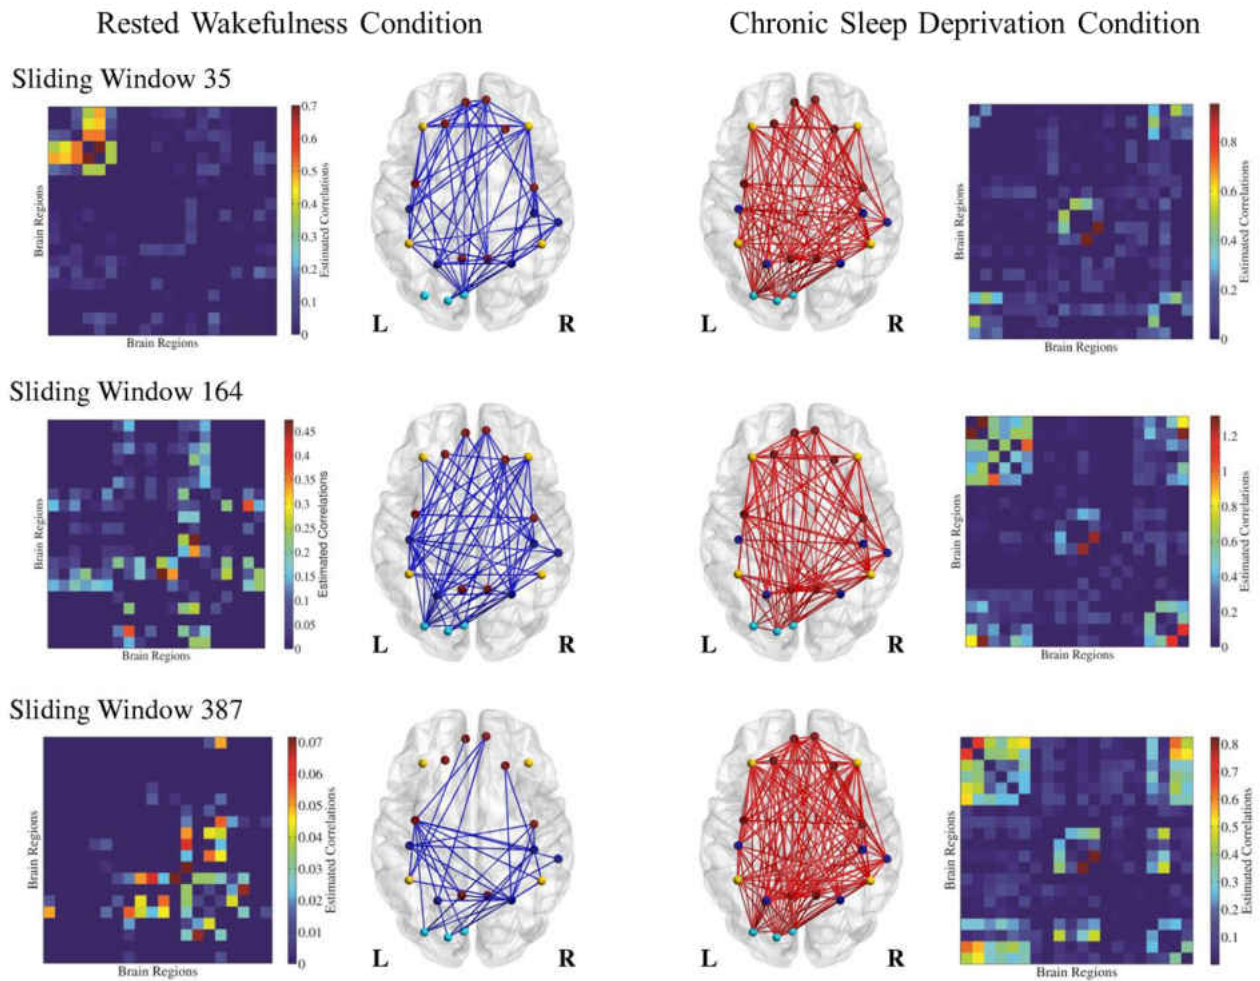 Rested Wakefulness Condition
Chronic Sleep Deprivation Condition
Sliding Window 35
Brain Regions
Brain Regions
0.7
0.6
0.5
0.4
0.3
0.2
0.1
0
Estimated Correlations
L R
L R
Brain Regions
Brain Regions
0.8
0.6
0.4
0.2
0
Estimated Correlations
Sliding Window 164
Brain Regions
Brain Regions
0.45
0.4
0.35
0.3
0.25
0.2
0.15
0.1
0.05
0
Estimated Correlations
L R
L R
Brain Regions
Brain Regions
1.2
1
0.8
0.6
0.4
0.2
0
Estimated Correlations
Sliding Window 387
Brain Regions
Brain Regions
0.07
0.06
0.05
0.04
0.03
0.02
0.01
0
Estimated Correlations
L R
L R
Brain Regions
Brain Regions
0.8
0.7
0.6
0.5
0.4
0.3
0.2
0.1
Estimated Correlations